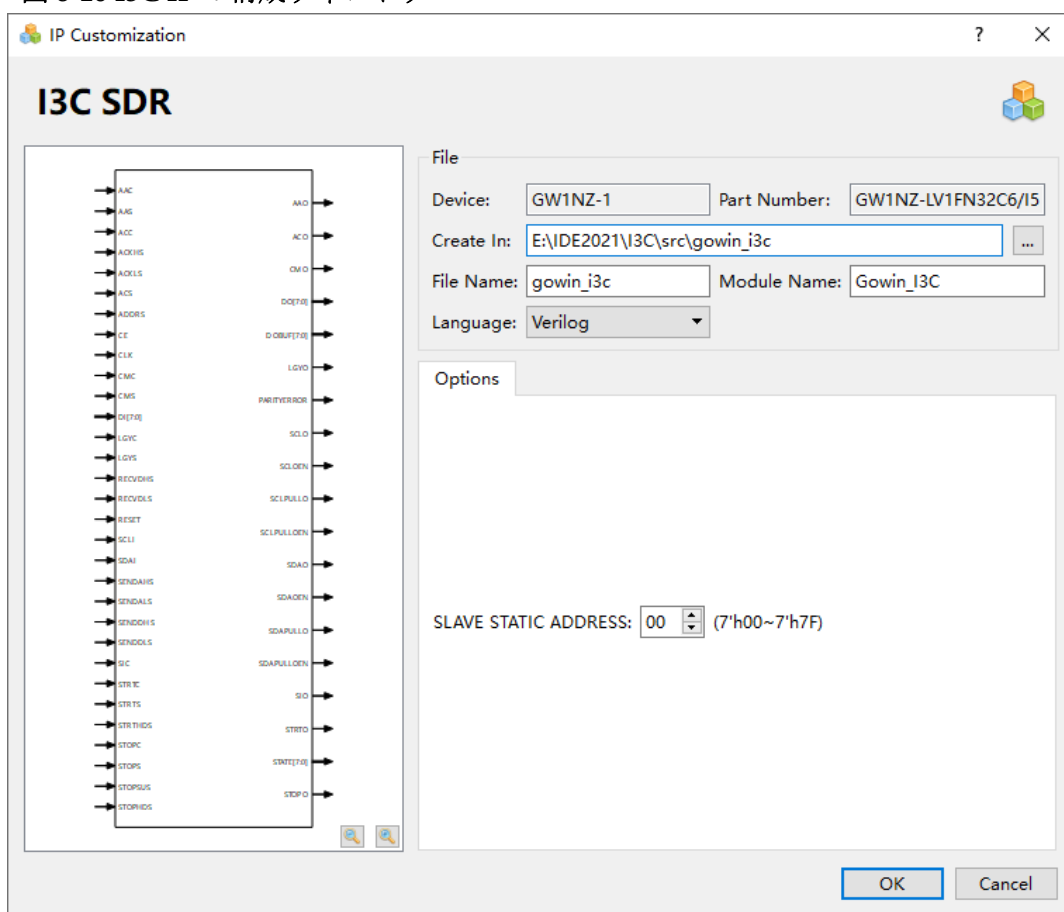 IP Customization ? ×
I3C SDR
File
Device: GW1NZ-1 Part Number: GW1NZ-LV1FN32C6/I5
Create In: E:\IDE2021\I3C\src\gowin_i3c ...
File Name: gowin_i3c Module Name: Gowin_I3C
Language: Verilog
Options
SLAVE STATIC ADDRESS: 00 (7'h00~7'h7F)
AAC
AAS
ACC
ACKHS
ACKLS
ACS
ADDRS
CE
CLK
CMC
CMS
DI[7:0]
LGYC
LGYS
RECVDHS
RECVDLS
RESET
SCLI
SDAI
SENDAHS
SENDALS
SENDDHS
SENDDLS
SIC
STRTC
STRTS
STRTHDS
STOPC
STOPS
STOPSUS
STOPHDS
AAO
ACO
CMO
DO[7:0]
DOBUF[7:0]
LGYO
PARITYERROR
SCLO
SCLOEN
SCLPULLO
SCLPULLOEN
SDAO
SDAOEN
SDAPULLO
SDAPULLOEN
SIO
STRTO
STATE[7:0]
STOPO
OK Cancel